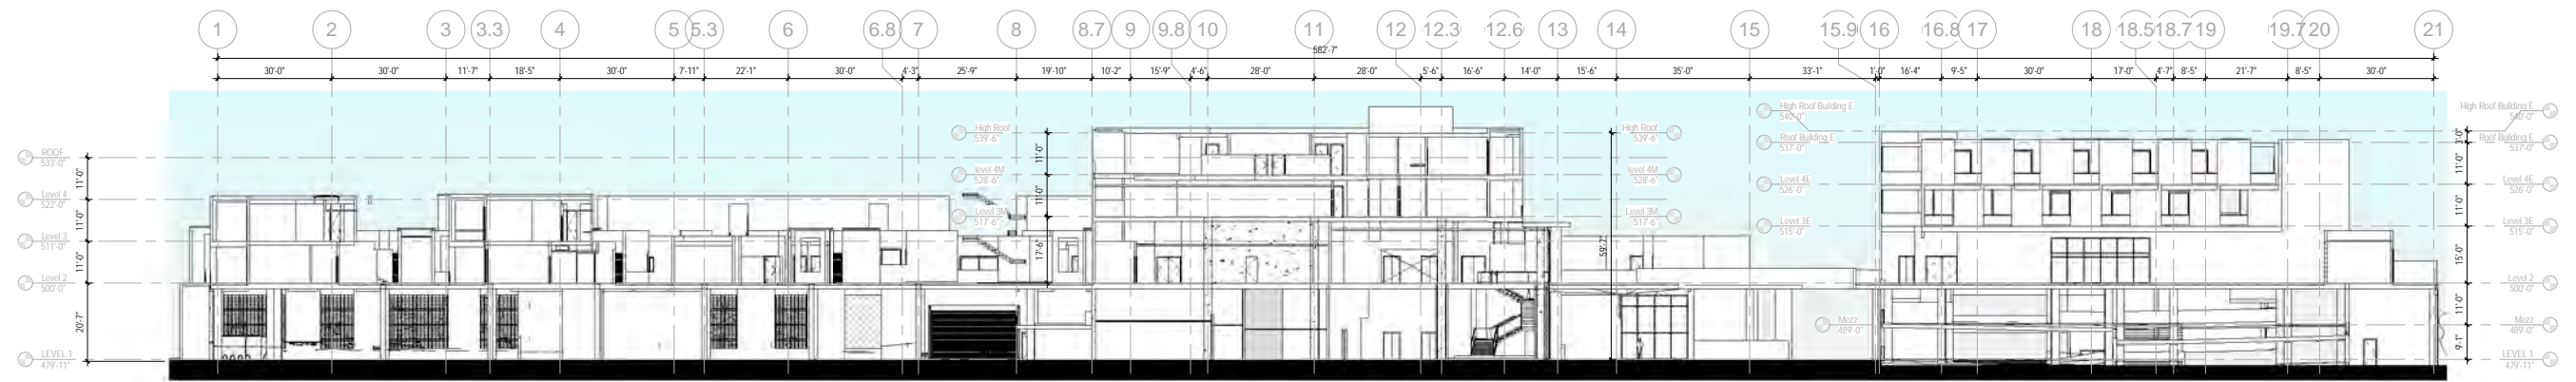 1 2 3 3.3 4 5 5.3 6 6.8 7 8 8.7 9 9.8 10 11 12 12.3 12.6 13 14 15 15.9 16 16.8 17 18 18.5 18.7 19 19.7 20 21
582'-7"
30'-0" 30'-0" 11'-7" 18'-5" 30'-0" 7'-11" 22'-1" 30'-0" 4'-3" 25'-9" 19'-10" 10'-2" 15'-9" 4'-6" 28'-0" 28'-0" 5'-6" 16'-6" 14'-0" 15'-6" 35'-0" 33'-1" 1'-0" 16'-4" 9'-5" 30'-0" 17'-0" 4'-7" 8'-5" 21'-7" 8'-5" 30'-0"
ROOF
533'-0"
11'-0"
Level 4
522'-0"
11'-0"
Level 3
511'-0"
11'-0"
Level 2
500'-0"
20'-7"
LEVEL 1
479'-11"
High Roof
539'-6"
11'-0"
level 4M
528'-6"
11'-0"
Level 3M
517'-6"
17'-6"
High Roof
539'-6"
level 4M
528'-6"
Level 3M
517'-6"
59'-7"
High Roof Building E
540'-0"
Roof Building E
537'-0"
Level 4E
526'-0"
Level 3E
515'-0"
Mezz
489'-0"
High Roof Building E
540'-0"
3'-0"
Roof Building E
537'-0"
11'-0"
Level 4E
526'-0"
11'-0"
Level 3E
515'-0"
15'-0"
Level 2
500'-0"
11'-0"
Mezz
489'-0"
9'-1"
LEVEL 1
479'-11"